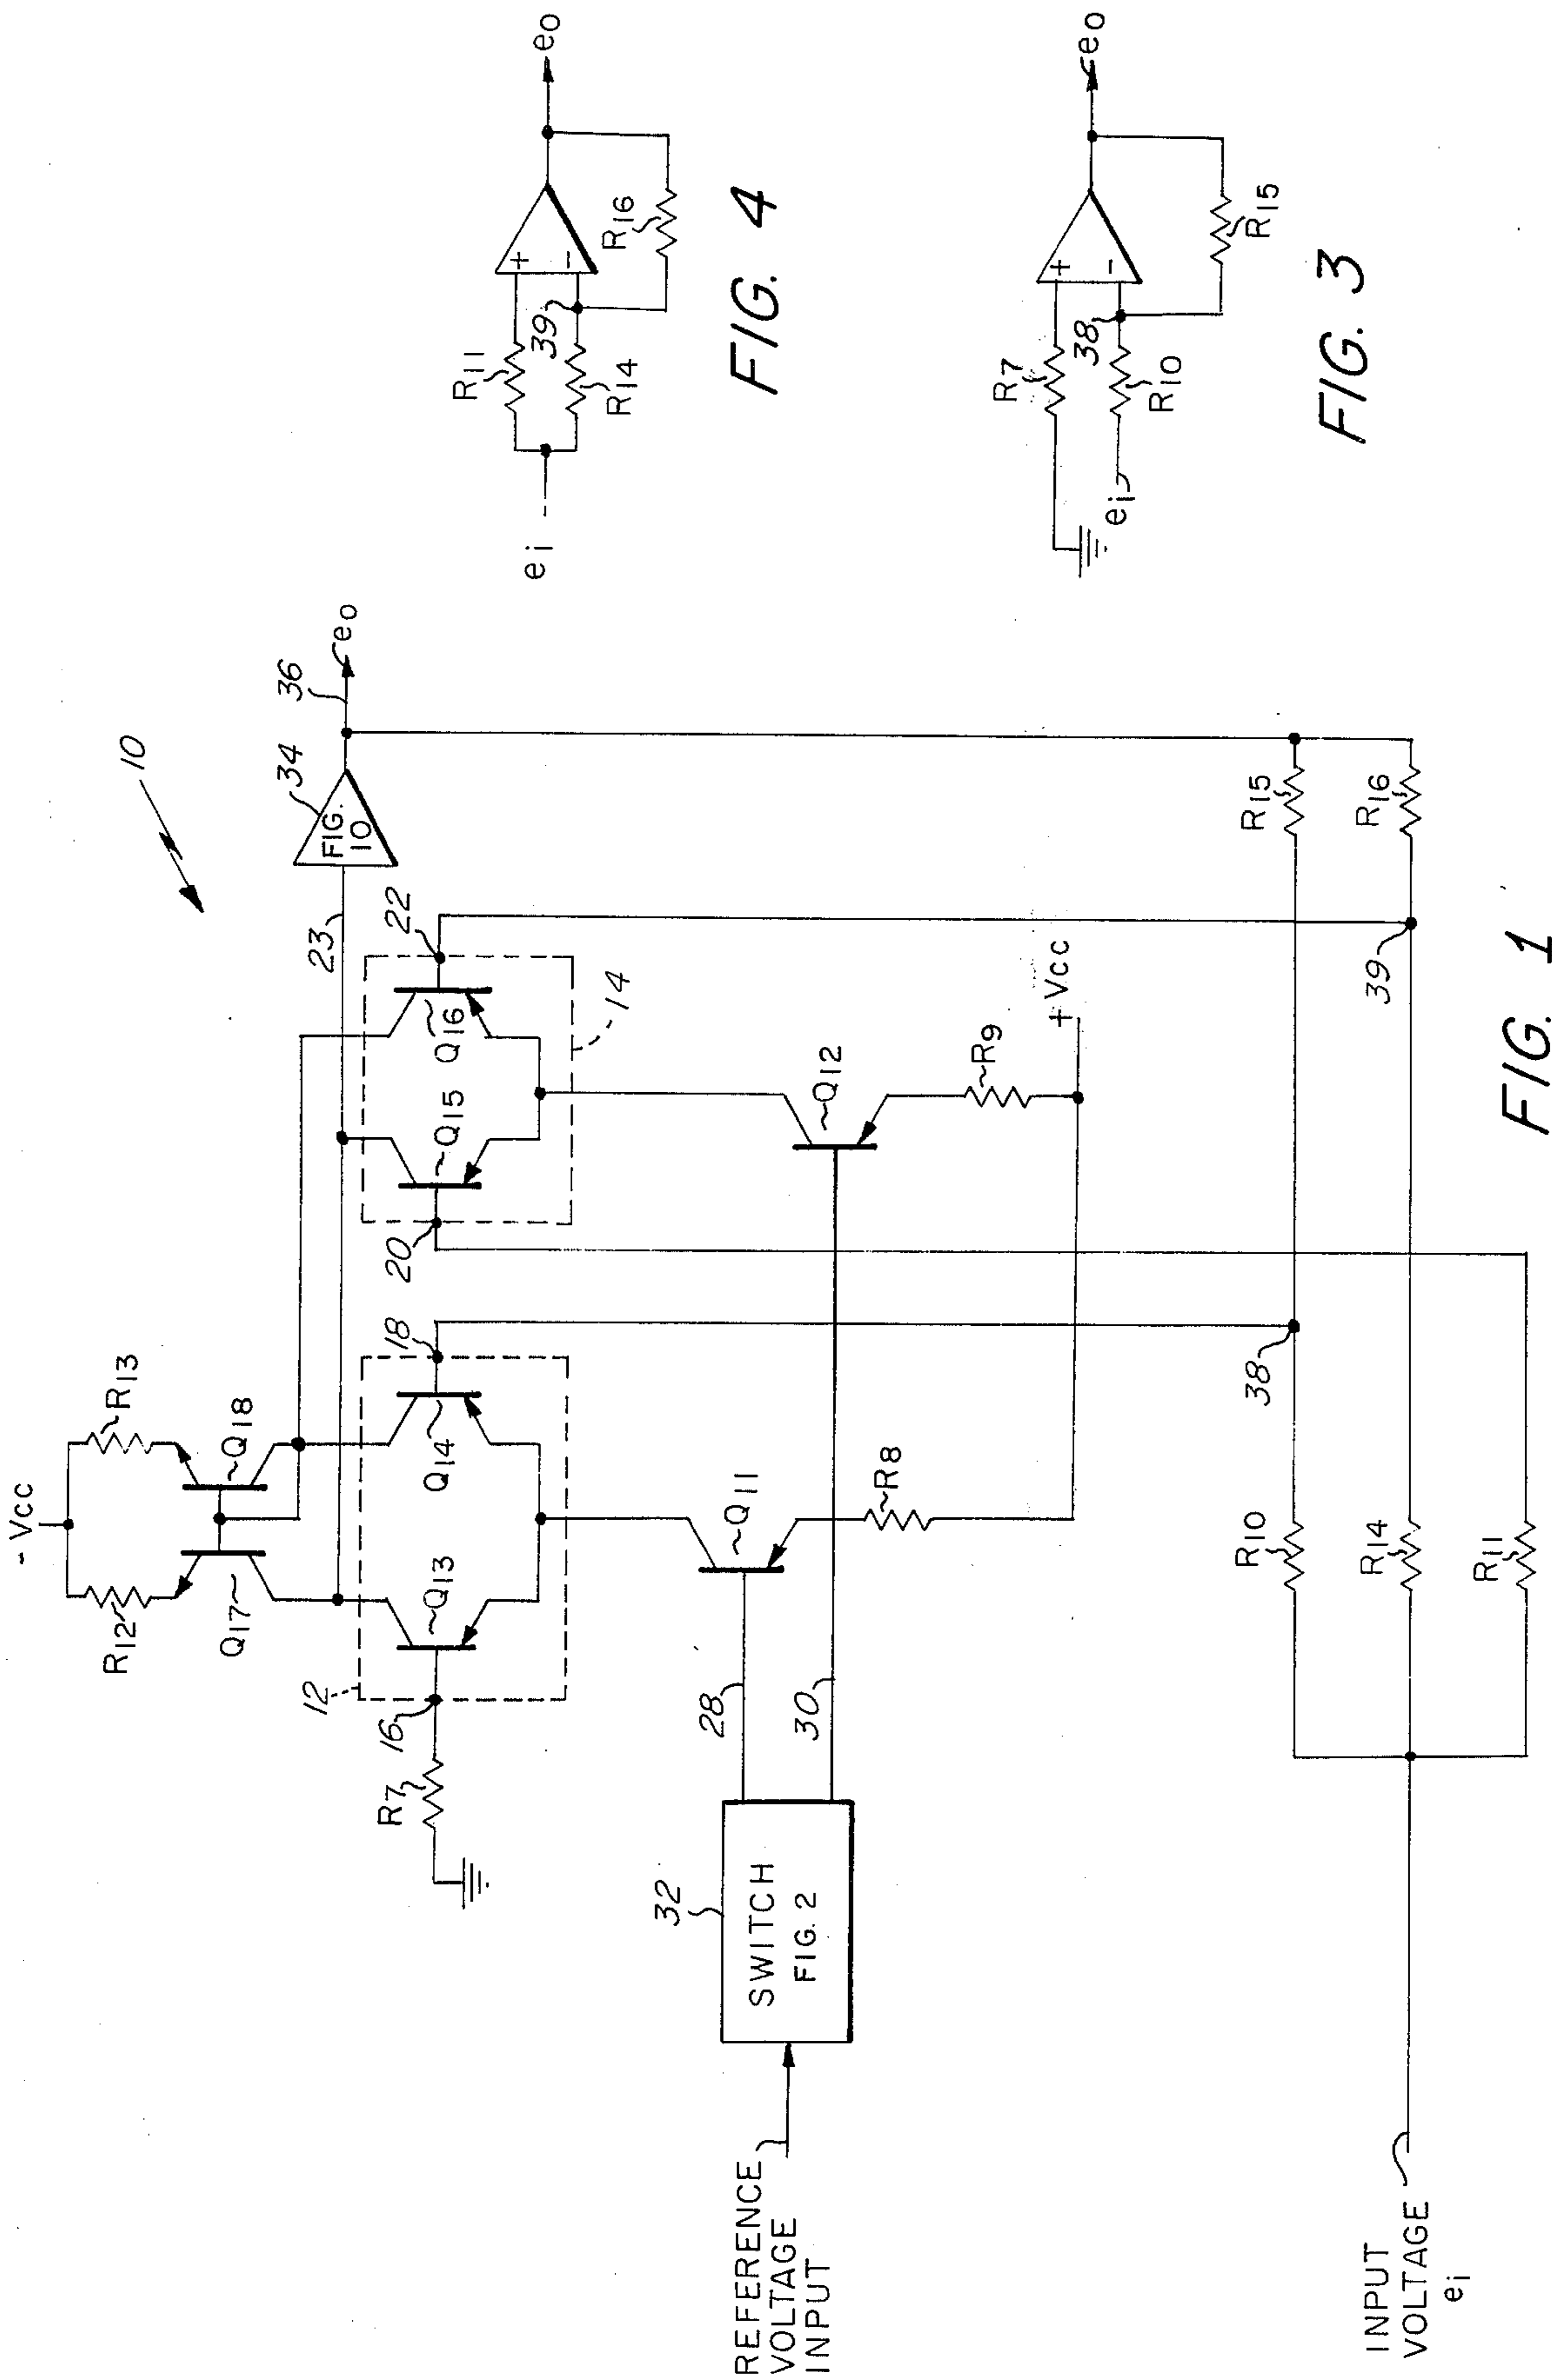 10
-Vcc
R12
R13
Q17
Q18
23
FIG.
10
34
36
eo
12
16
R7
Q13
Q14
18
20
Q15
Q16
22
14
28
Q11
R8
30
Q12
R9
+Vcc
32
SWITCH
FIG. 2
REFERENCE
VOLTAGE
INPUT
38
R10
R15
39
R14
R16
R11
INPUT
VOLTAGE
ei
FIG. 1
ei
R11
R14
39
+
-
R16
eo
FIG. 4
R7
ei
R10
38
+
-
R15
eo
FIG. 3